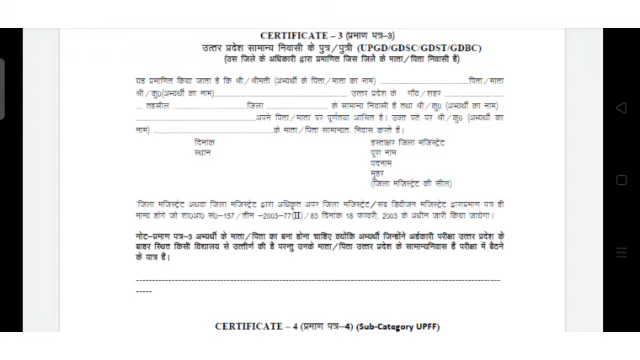 CERTIFICATE – 3 (प्रमाण पत्र–3)
उत्तर प्रदेश सामान्य निवासी के पुत्र/पुत्री (UPGD/GDSC/GDST/GDBC)
(उस जिले के अधिकारी द्वारा प्रमाणित जिस जिले के माता/पिता निवासी है)
यह प्रमाणित किया जाता है कि श्री/श्रीमती (अभ्यर्थी के पिता/माता का नाम) ........................ पिता/माता
श्री/कु0(अभ्यर्थी का नाम)........................ उत्तर प्रदेश के गाँव/शहर ........................
... तहसील ........................ जिला ........................ के सामान्य निवासी है तथा श्री/कु0 (अभ्यर्थी का नाम)
........................अपने पिता/माता पर पूर्णतया आश्रित है। उक्त पते पर श्री/कु0 (अभ्यर्थी का
नाम) ........................ के माता/पिता सामान्यतः निवास करते हैं।
दिनांक हस्ताक्षर जिला मजिस्ट्रेट
स्थान पूरा नाम
पदनाम
मुहर
(जिला मजिस्ट्रेट की सील)
जिला मजिस्ट्रेट अथवा जिला मजिस्ट्रेट द्वारा अधिकृत अपर जिला मजिस्ट्रेट/सब डिवीजन मजिस्ट्रेट द्वाराप्रमाण पत्र ही
मान्य होंगे जो शा0आ0 सं0–157/तीन –2003–77(II)/83 दिनांक 18 फरवरी, 2003 के अधीन जारी किया जायेगा।
नोट–प्रमाण पत्र–3 अभ्यर्थी के माता/पिता का बना होना चाहिए क्योंकि अभ्यर्थी जिन्होंने अर्हकारी परीक्षा उत्तर प्रदेश के
बाहर स्थित किसी विद्यालय से उत्तीर्ण की है परन्तु उनके माता/पिता उत्तर प्रदेश के सामान्यनिवास हैं परीक्षा में बैठने
के पात्र हैं।
CERTIFICATE – 4 (प्रमाण पत्र–4) (Sub-Category UPFF)